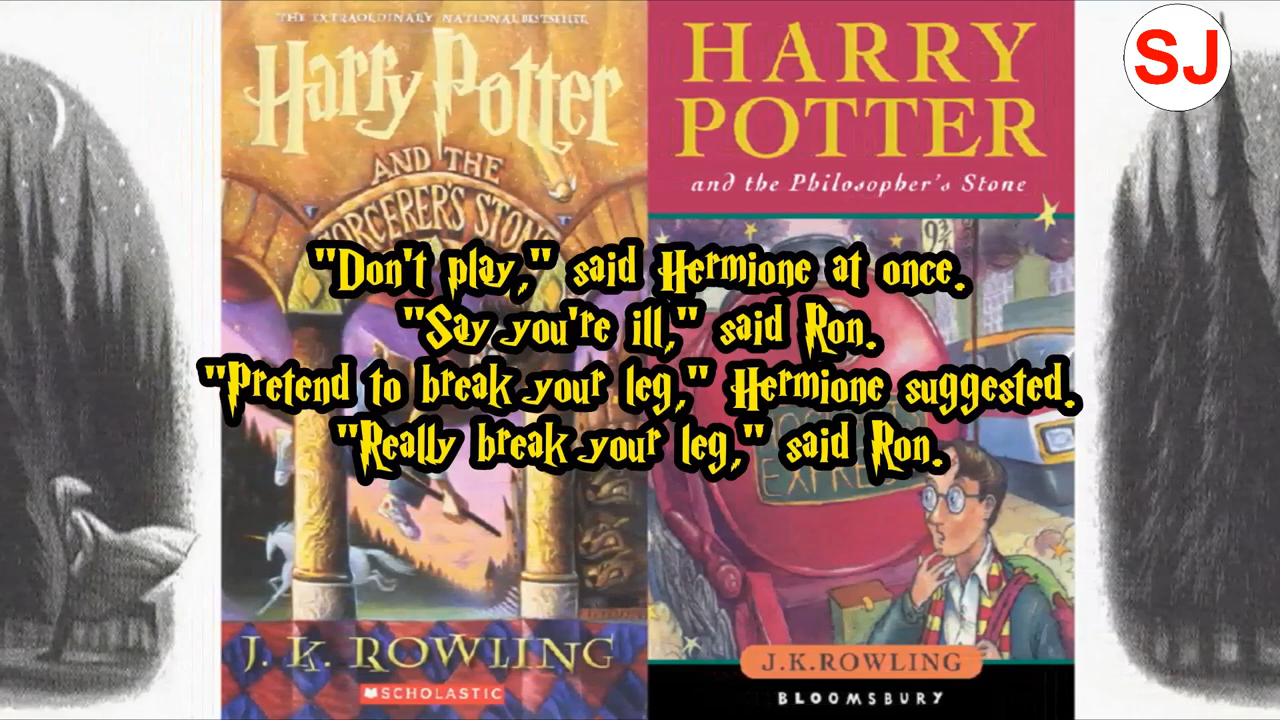 THE EXTRAORDINARY NATIONAL BESTSELLER
Harry Potter
AND THE
SORCERER'S STONE
J. K. ROWLING
SCHOLASTIC
HARRY
POTTER
and the Philosopher's Stone
9¾
J.K.ROWLING
BLOOMSBURY
SJ
"Don't play," said Hermione at once.
"Say you're ill," said Ron.
"Pretend to break your leg," Hermione suggested.
"Really break your leg," said Ron.